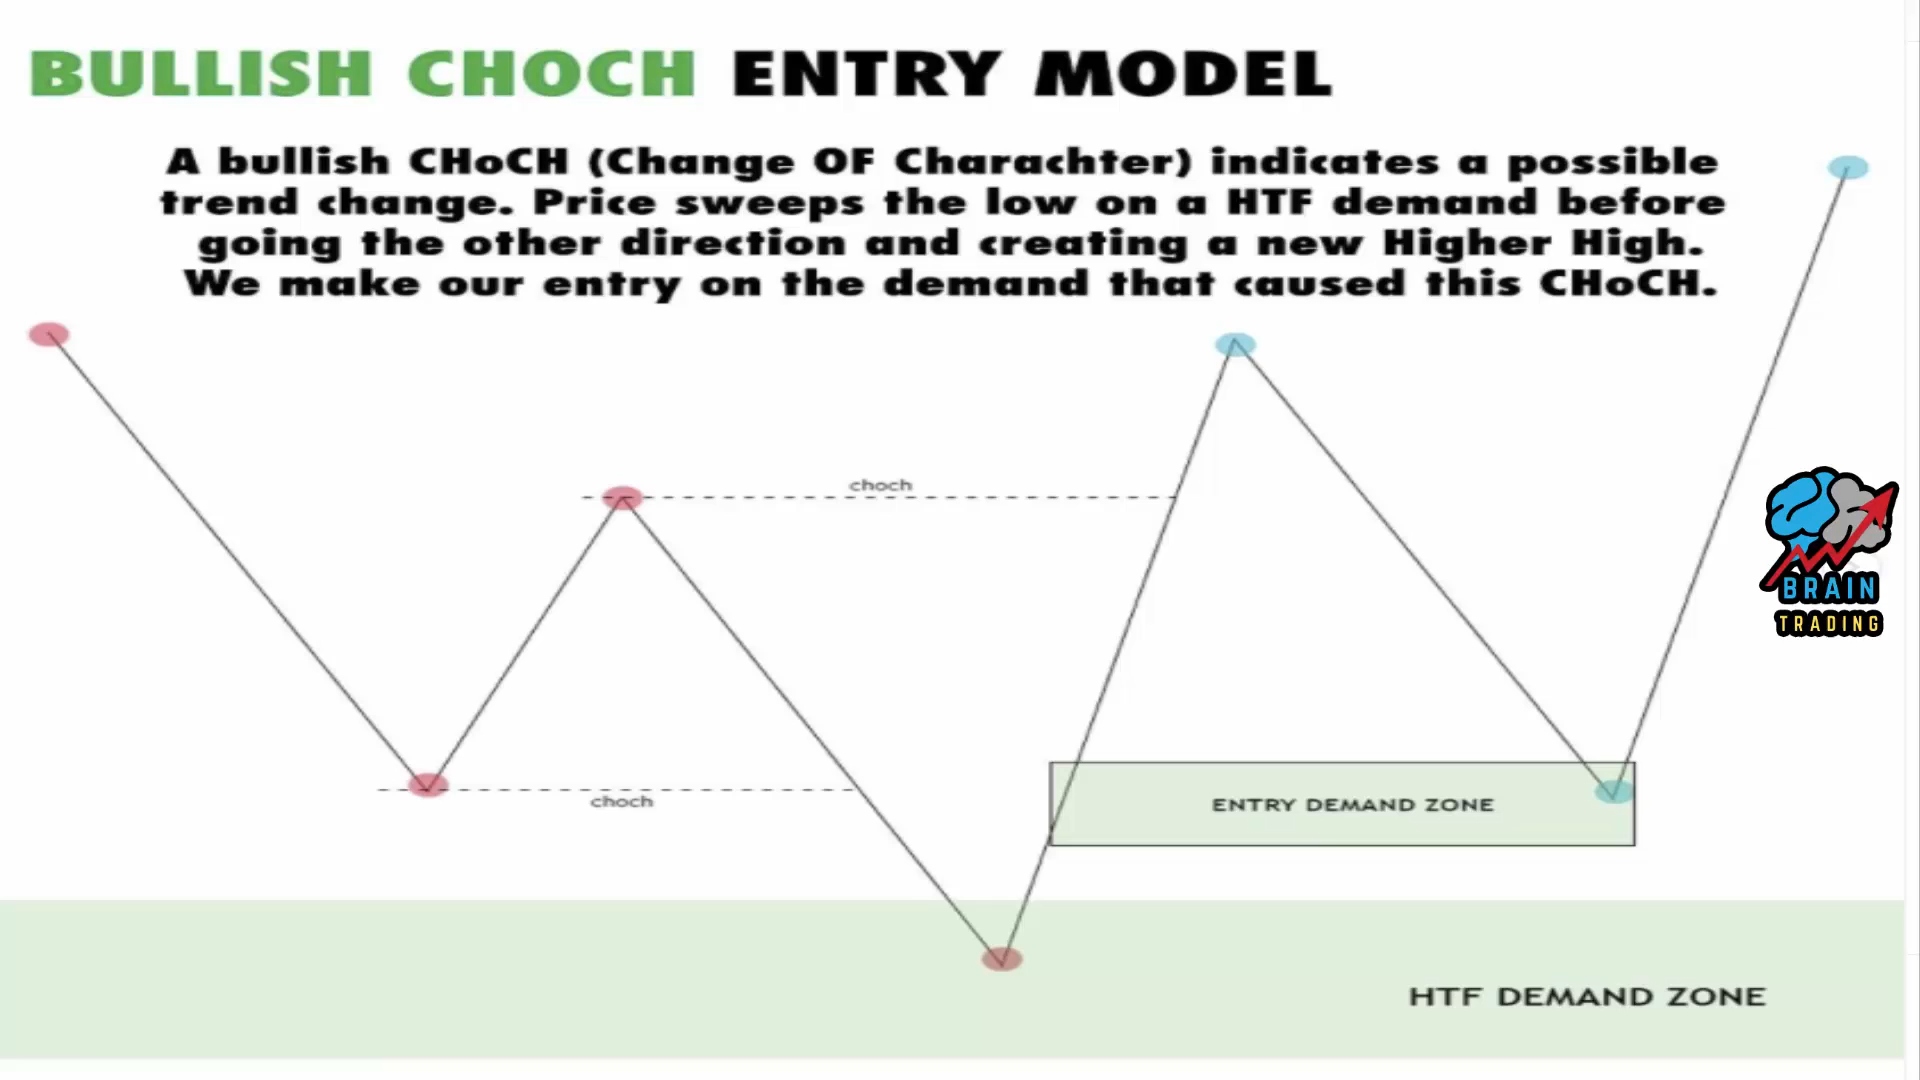 BULLISH CHOCH ENTRY MODEL
A bullish CHoCH (Change OF Charachter) indicates a possible
trend change. Price sweeps the low on a HTF demand before
going the other direction and creating a new Higher High.
We make our entry on the demand that caused this CHoCH.
choch
BRAIN
TRADING
choch
ENTRY DEMAND ZONE
HTF DEMAND ZONE